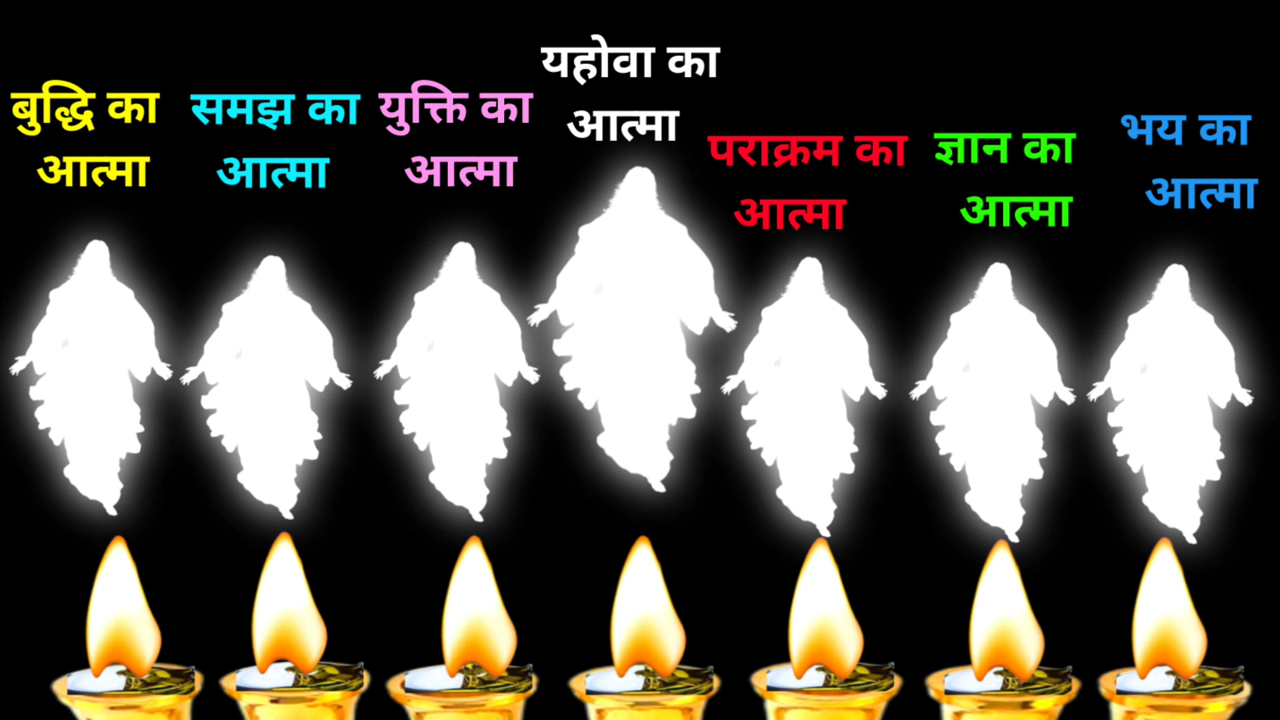 बुद्धि का
आत्मा
समझ का
आत्मा
युक्ति का
आत्मा
यहोवा का
आत्मा
पराक्रम का
आत्मा
ज्ञान का
आत्मा
भय का
आत्मा